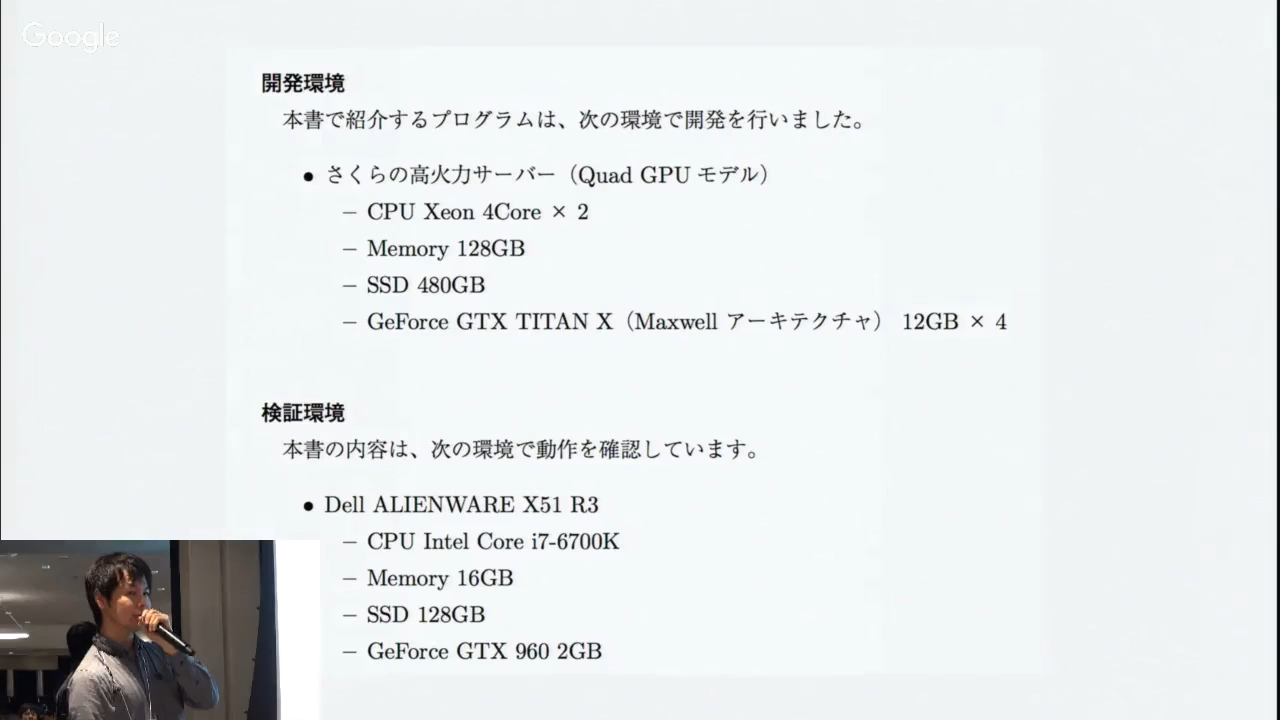 Google
開発環境
本書で紹介するプログラムは、次の環境で開発を行いました。
● さくらの高火力サーバー（Quad GPU モデル）
– CPU Xeon 4Core × 2
– Memory 128GB
– SSD 480GB
– GeForce GTX TITAN X（Maxwell アーキテクチャ） 12GB × 4
検証環境
本書の内容は、次の環境で動作を確認しています。
● Dell ALIENWARE X51 R3
– CPU Intel Core i7-6700K
– Memory 16GB
– SSD 128GB
– GeForce GTX 960 2GB